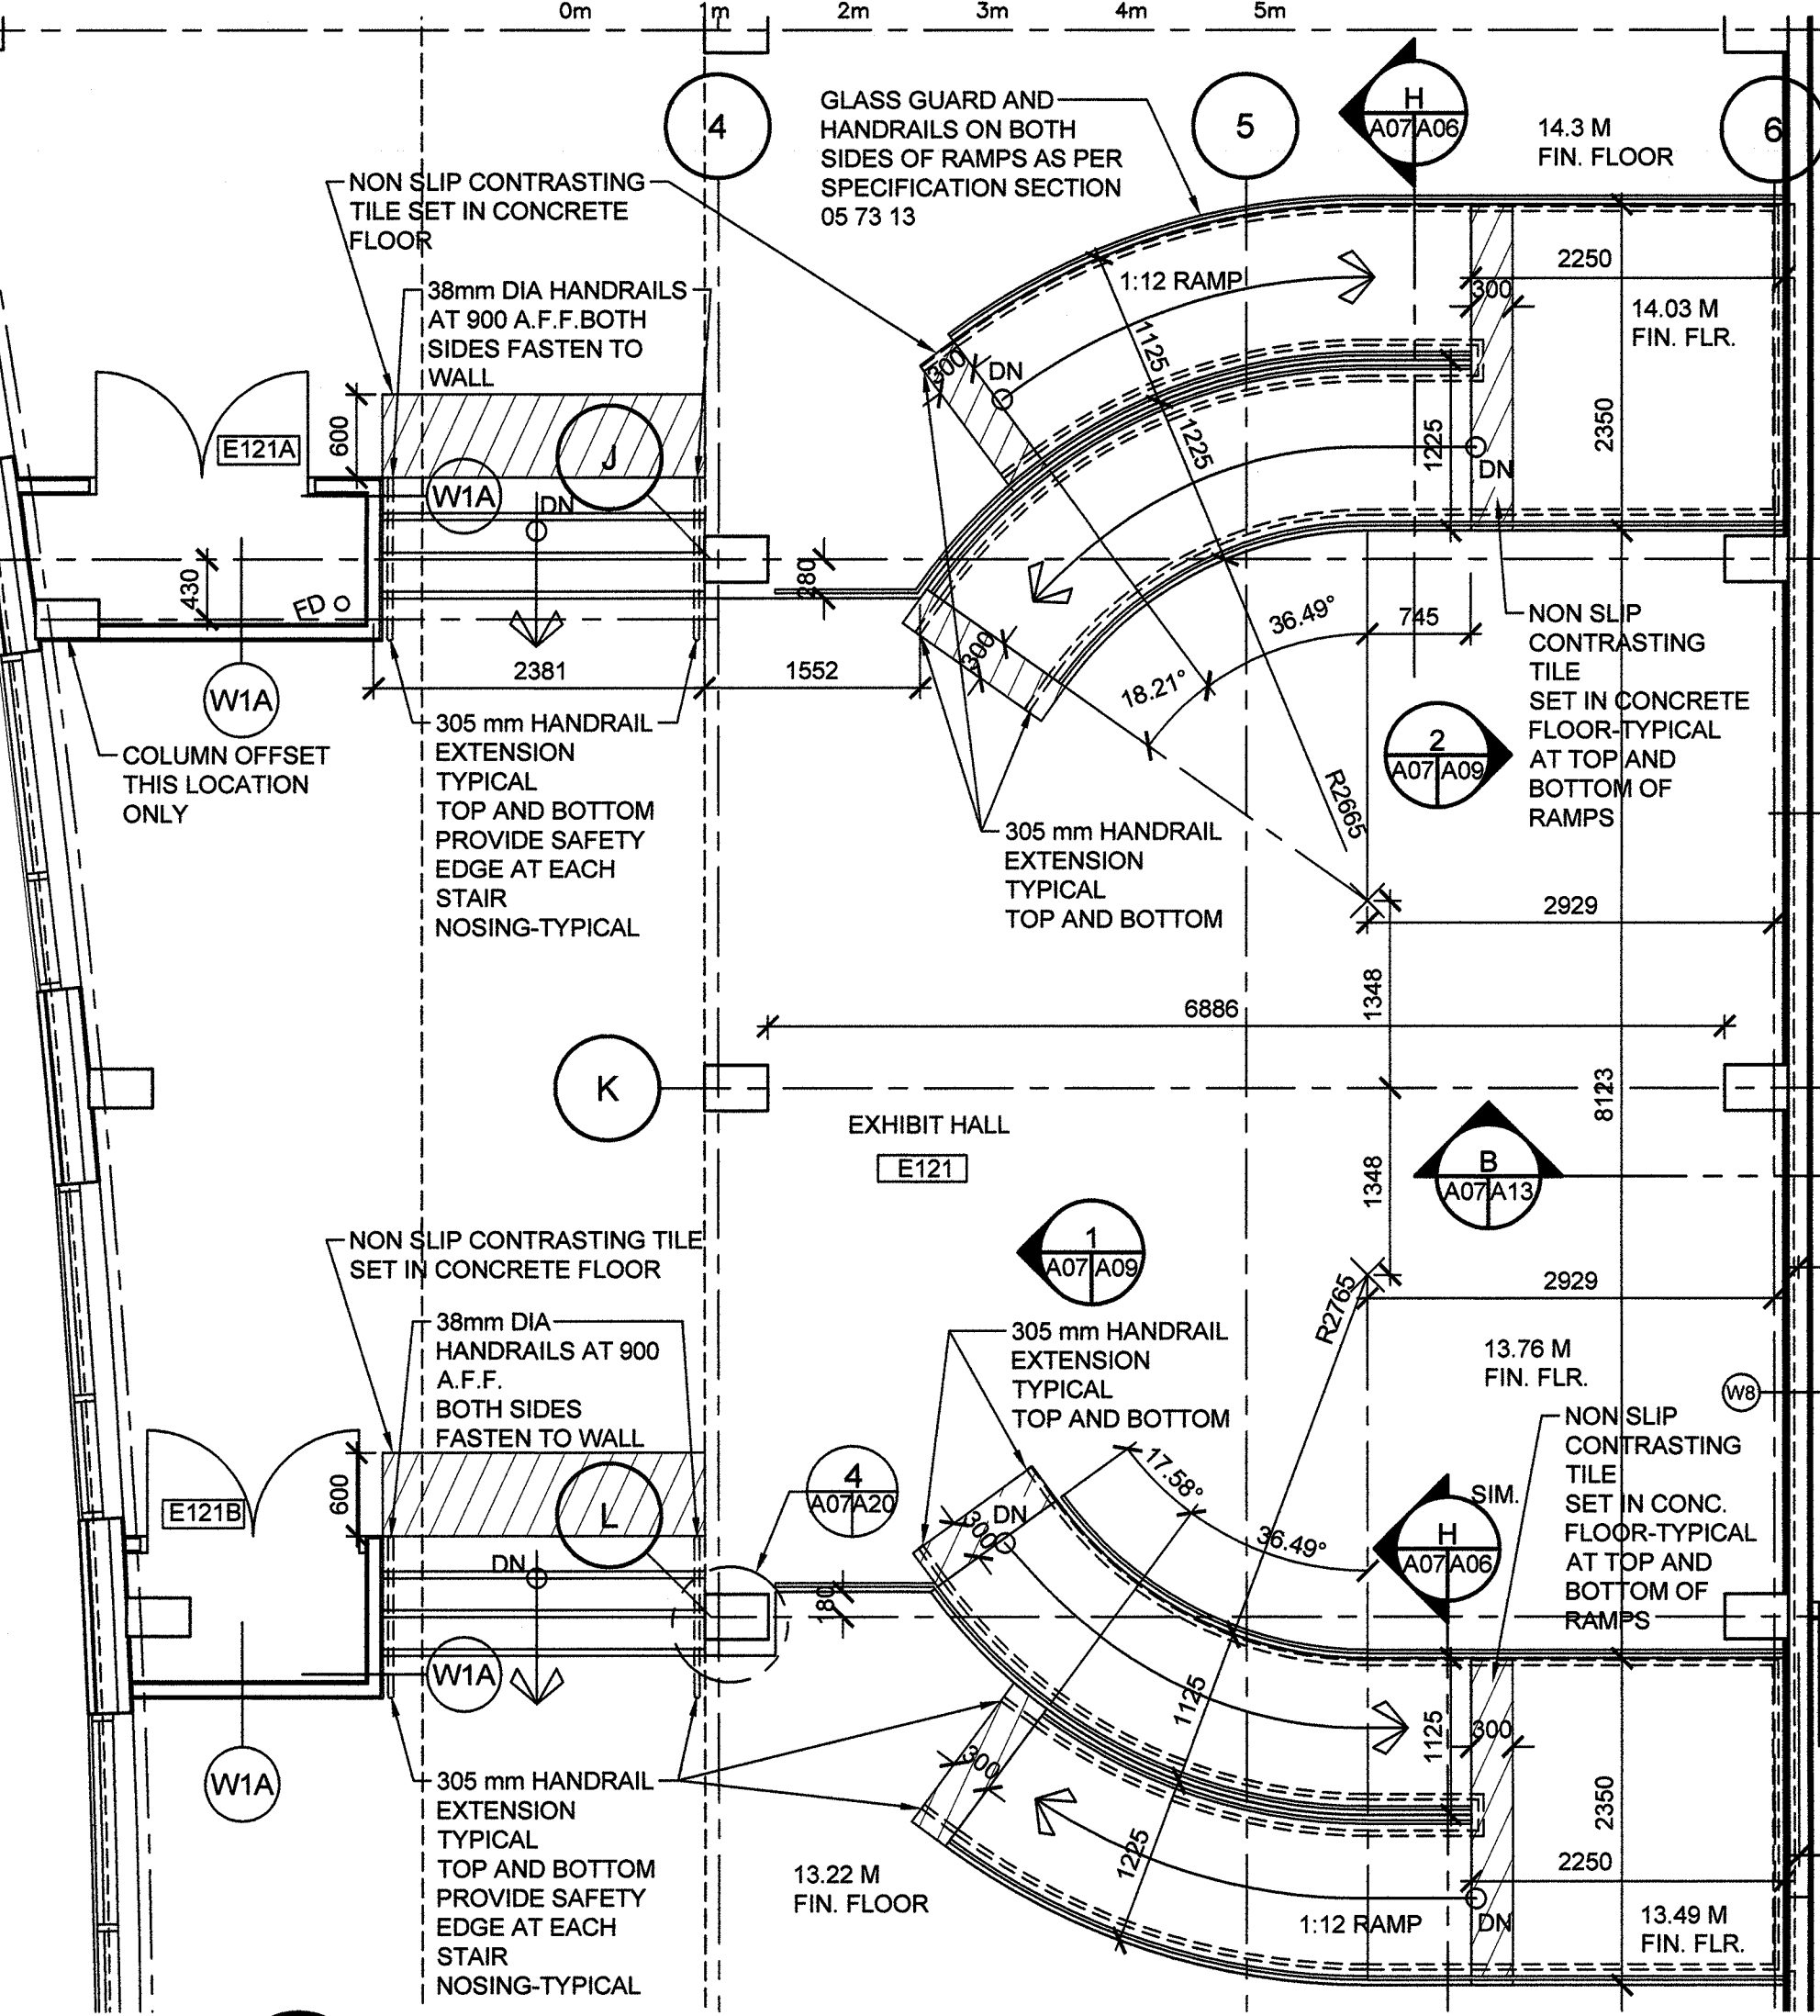 0m 1m 2m 3m 4m 5m
4
5
6
H
A07 A06
GLASS GUARD AND
HANDRAILS ON BOTH
SIDES OF RAMPS AS PER
SPECIFICATION SECTION
05 73 13
14.3 M
FIN. FLOOR
NON SLIP CONTRASTING
TILE SET IN CONCRETE
FLOOR
38mm DIA HANDRAILS
AT 900 A.F.F.BOTH
SIDES FASTEN TO
WALL
1:12 RAMP
2250
300
14.03 M
FIN. FLR.
1125
300
DN
600
E121A
J
W1A
DN
1225
1225
2350
DN
430
FD
280
2381
1552
300
36.49°
18.21°
745
NON SLIP
CONTRASTING
TILE
SET IN CONCRETE
FLOOR-TYPICAL
AT TOP AND
BOTTOM OF
RAMPS
W1A
COLUMN OFFSET
THIS LOCATION
ONLY
305 mm HANDRAIL
EXTENSION
TYPICAL
TOP AND BOTTOM
PROVIDE SAFETY
EDGE AT EACH
STAIR
NOSING-TYPICAL
2
A07 A09
R2665
305 mm HANDRAIL
EXTENSION
TYPICAL
TOP AND BOTTOM
2929
1348
6886
K
8123
EXHIBIT HALL
E121
1348
B
A07 A13
1
A07 A09
NON SLIP CONTRASTING TILE
SET IN CONCRETE FLOOR
2929
R2765
38mm DIA
HANDRAILS AT 900
A.F.F.
BOTH SIDES
FASTEN TO WALL
305 mm HANDRAIL
EXTENSION
TYPICAL
TOP AND BOTTOM
13.76 M
FIN. FLR.
W8
NON SLIP
CONTRASTING
TILE
SET IN CONC.
FLOOR-TYPICAL
AT TOP AND
BOTTOM OF
RAMPS
600
E121B
L
4
A07 A20
17.58°
36.49°
SIM.
H
A07 A06
DN
300
DN
180
W1A
1125
1125
300
W1A
300
2350
305 mm HANDRAIL
EXTENSION
TYPICAL
TOP AND BOTTOM
PROVIDE SAFETY
EDGE AT EACH
STAIR
NOSING-TYPICAL
1225
2250
13.22 M
FIN. FLOOR
1:12 RAMP
DN
13.49 M
FIN. FLR.